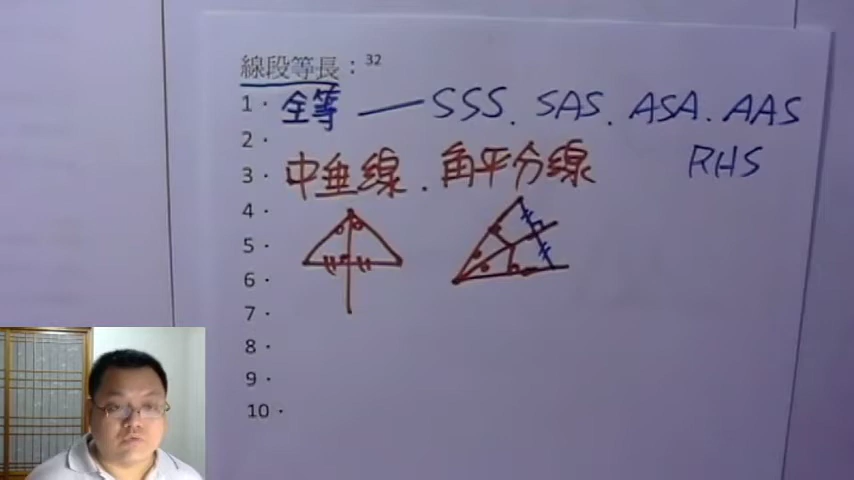 線段等長：32
1. 全等 — SSS、SAS、ASA、AAS
RHS
2.
3. 中垂線、角平分線
4.
5.
6.
7.
8.
9.
10.